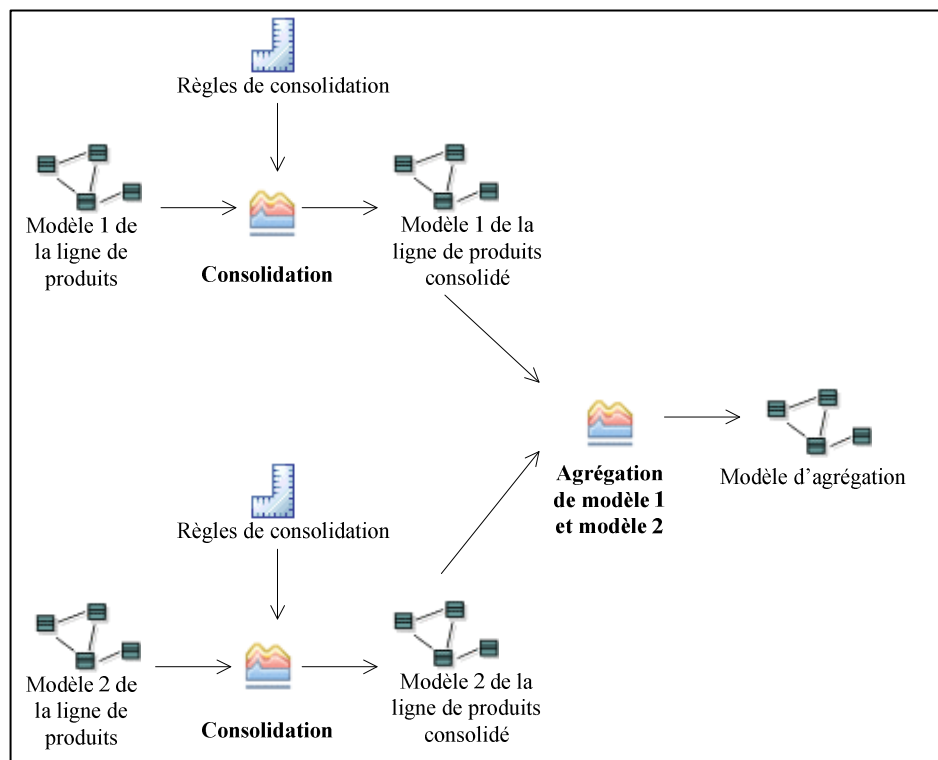 Règles de consolidation
Modèle 1 de
la ligne de
produits
Consolidation
Modèle 1 de la
ligne de produits
consolidé
Agrégation
de modèle 1
et modèle 2
Modèle d'agrégation
Règles de consolidation
Modèle 2 de
la ligne de
produits
Consolidation
Modèle 2 de la
ligne de produits
consolidé